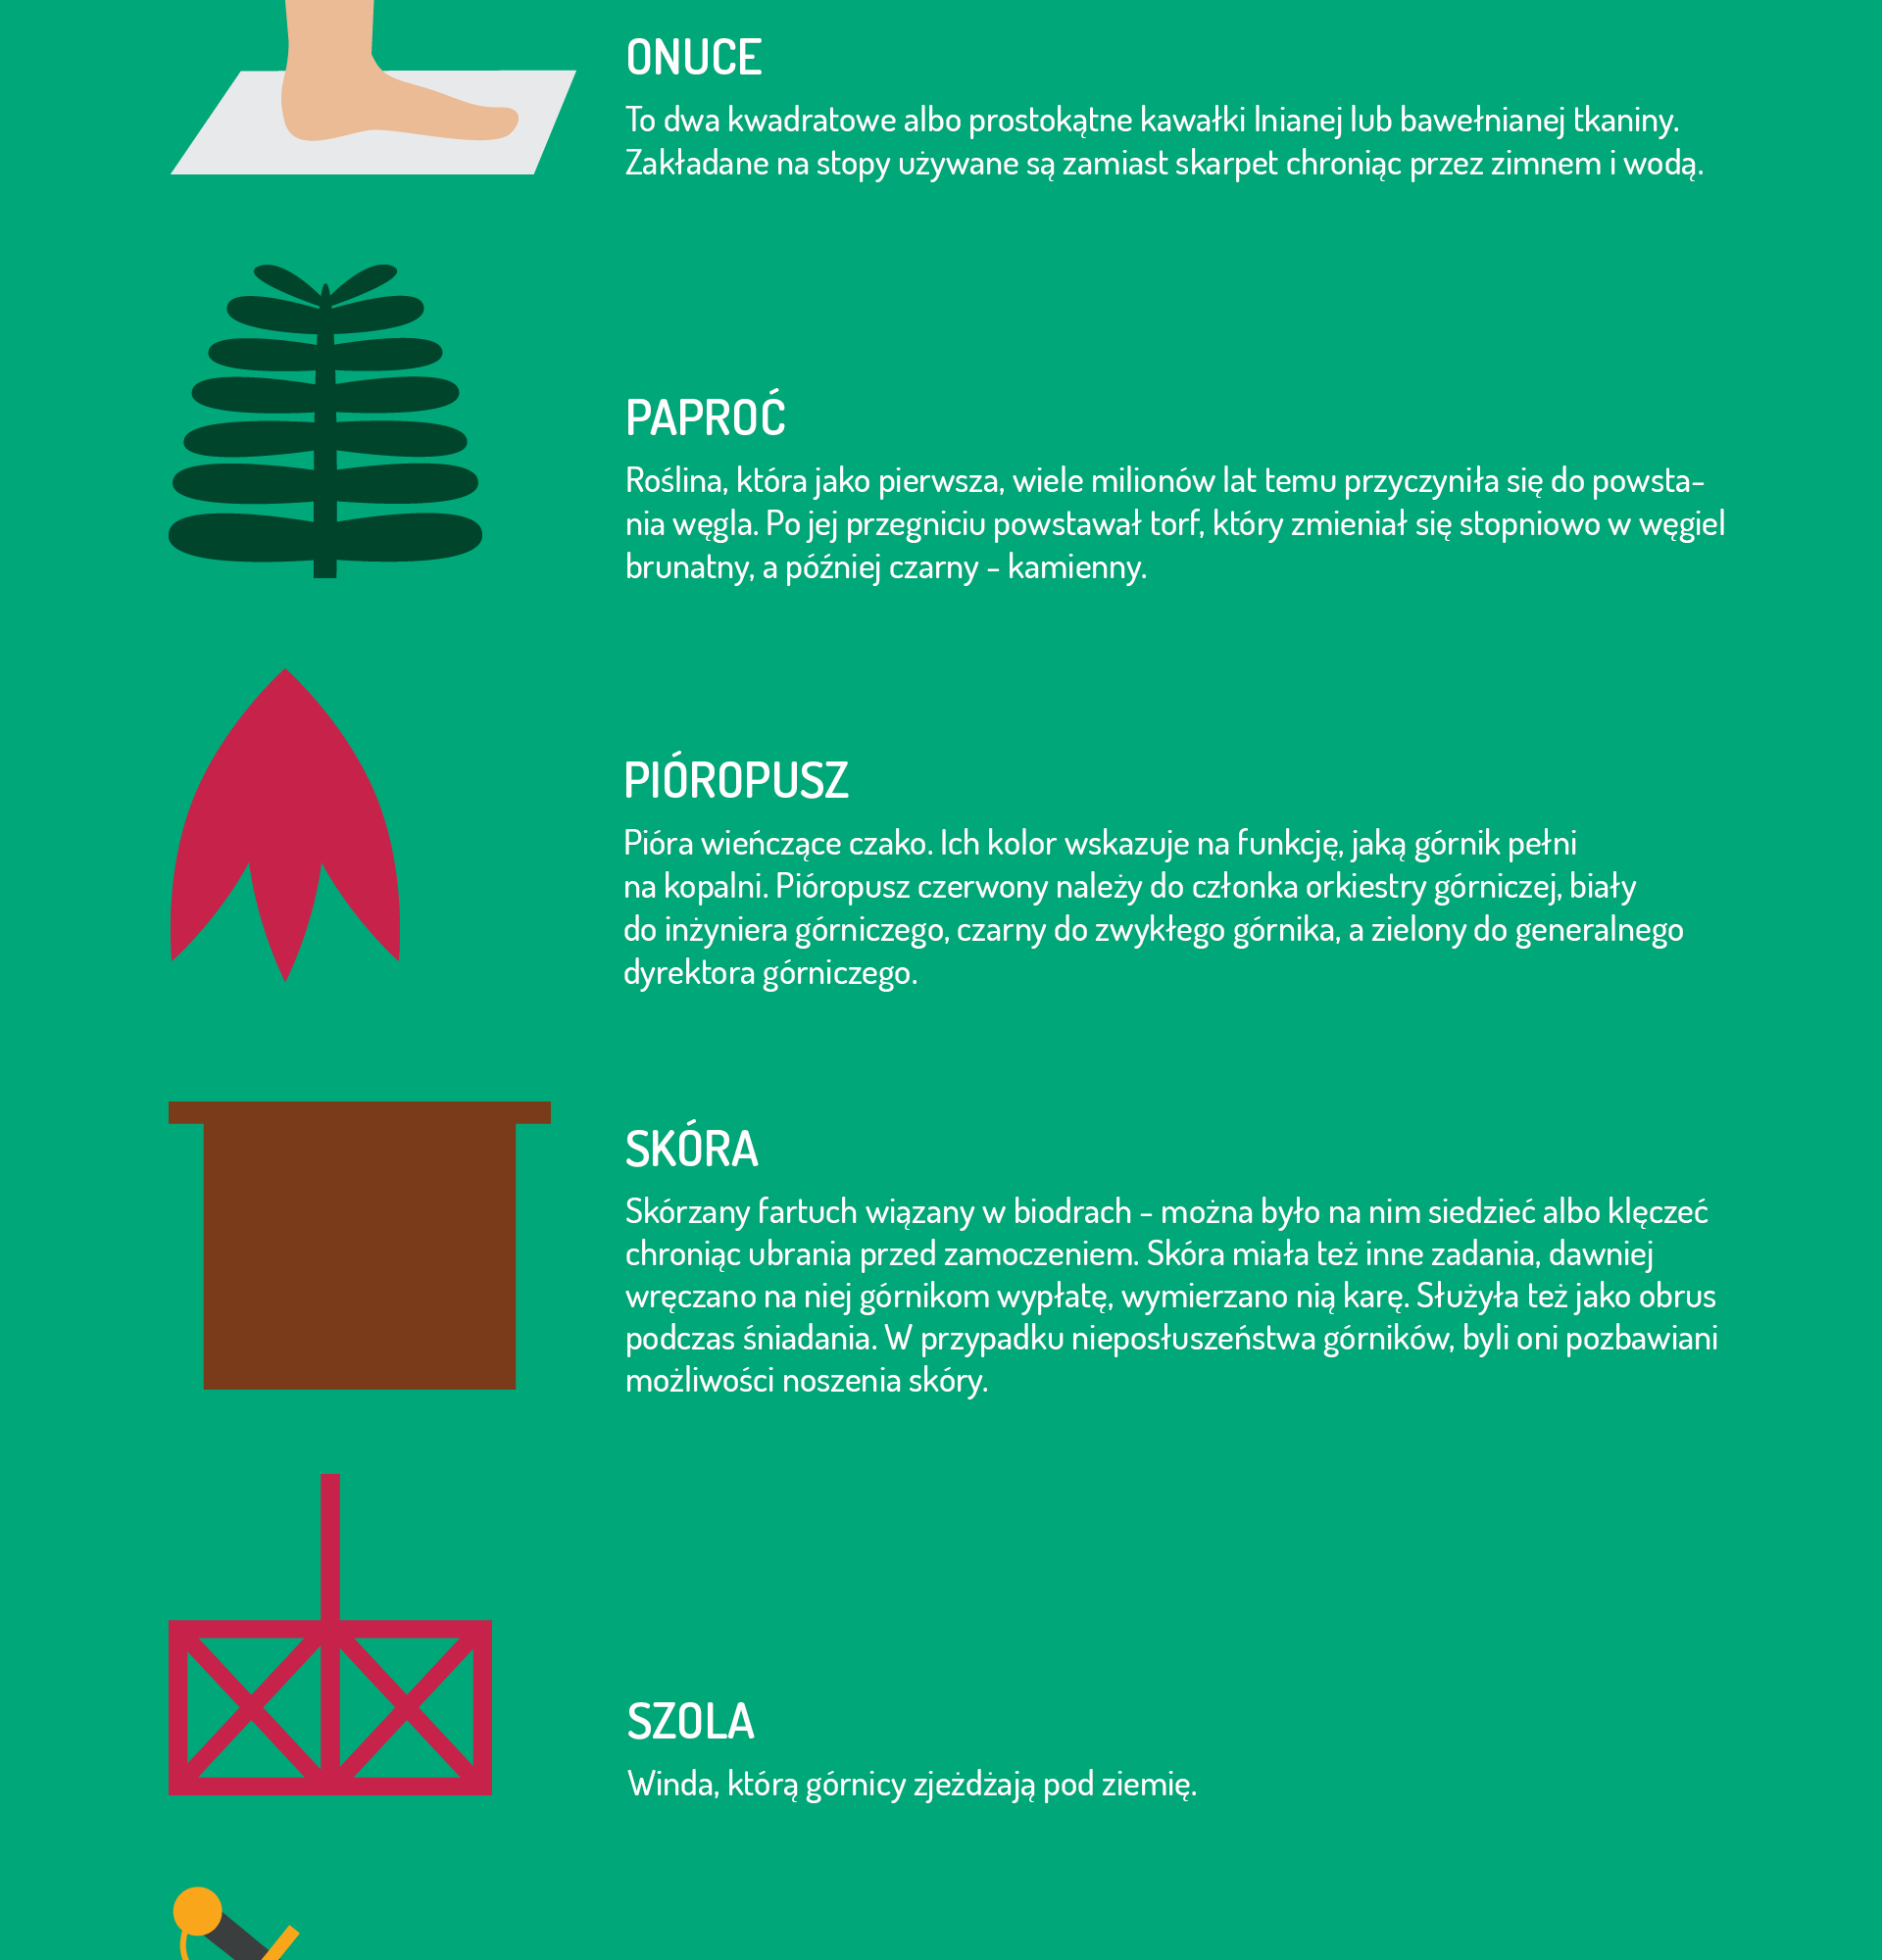 ONUCE
To dwa kwadratowe albo prostokątne kawałki lnianej lub bawełnianej tkaniny.
Zakładane na stopy używane są zamiast skarpet chroniąc przez zimnem i wodą.
PAPROĆ
Roślina, która jako pierwsza, wiele milionów lat temu przyczyniła się do powsta-
nia węgla. Po jej przegniciu powstawał torf, który zmieniał się stopniowo w węgiel
brunatny, a później czarny - kamienny.
PIÓROPUSZ
Pióra wieńczące czako. Ich kolor wskazuje na funkcję, jaką górnik pełni
na kopalni. Pióropusz czerwony należy do członka orkiestry górniczej, biały
do inżyniera górniczego, czarny do zwykłego górnika, a zielony do generalnego
dyrektora górniczego.
SKÓRA
Skórzany fartuch wiązany w biodrach - można było na nim siedzieć albo klęczeć
chroniąc ubrania przed zamoczeniem. Skóra miała też inne zadania, dawniej
wręczano na niej górnikom wypłatę, wymierzano nią karę. Służyła też jako obrus
podczas śniadania. W przypadku nieposłuszeństwa górników, byli oni pozbawiani
możliwości noszenia skóry.
SZOLA
Winda, którą górnicy zjeżdżają pod ziemię.